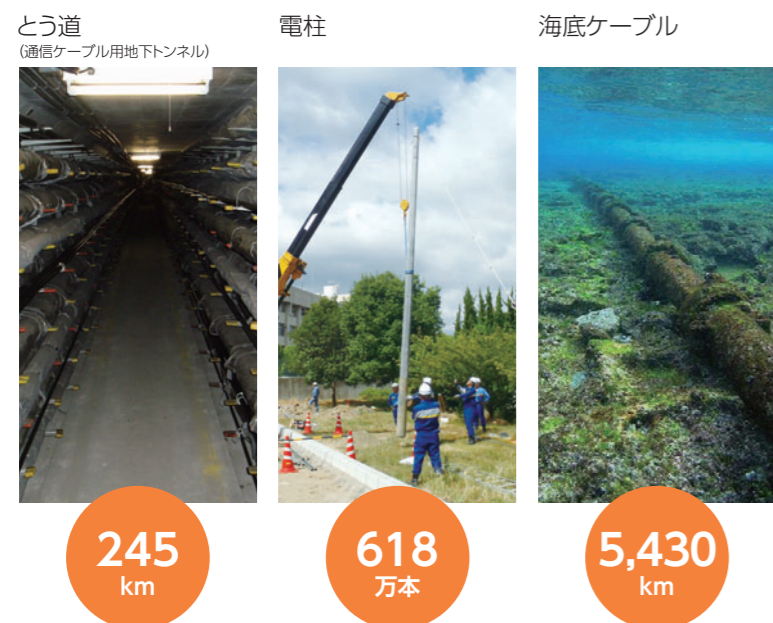 とう道
(通信ケーブル用地下トンネル)
245
km
電柱
618
万本
海底ケーブル
5,430
km